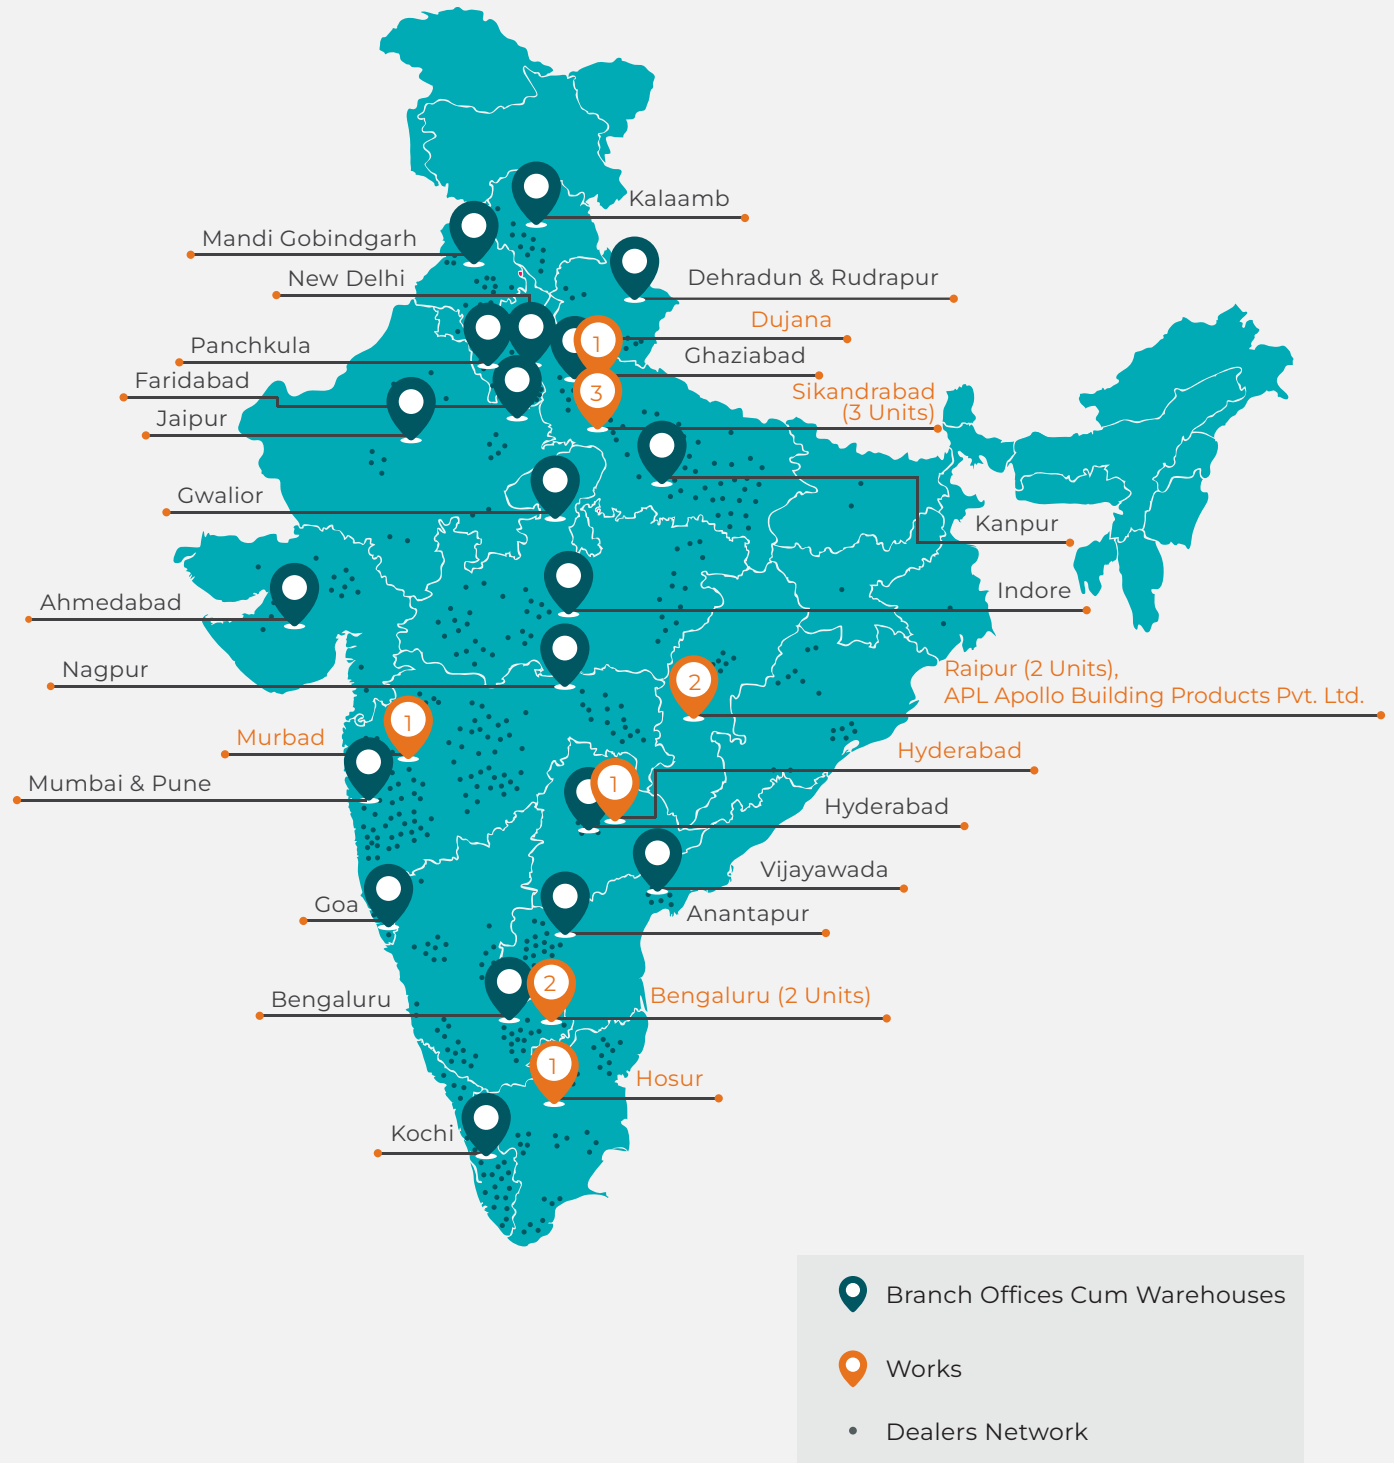 Kalaamb
Mandi Gobindgarh
New Delhi
Dehradun & Rudrapur
Dujana
1
Panchkula
Ghaziabad
Faridabad
3
Sikandrabad
(3 Units)
Jaipur
Gwalior
Kanpur
Ahmedabad
Indore
Nagpur
2
Raipur (2 Units),
APL Apollo Building Products Pvt. Ltd.
1
Murbad
Hyderabad
Mumbai & Pune
1
Hyderabad
Vijayawada
Goa
Anantapur
2
Bengaluru
Bengaluru (2 Units)
1
Hosur
Kochi
Branch Offices Cum Warehouses
Works
Dealers Network